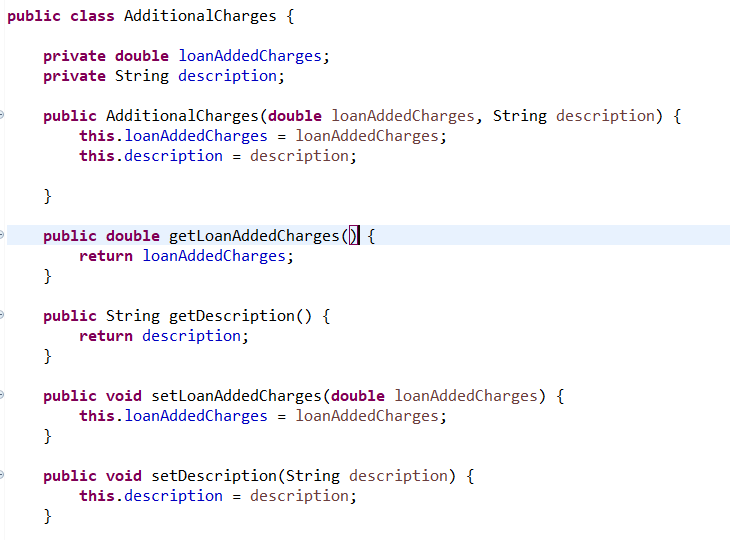 public class AdditionalCharges {
private double loanAddedCharges;
private String description;
public AdditionalCharges(double loanAddedCharges, String description) {
this.loanAddedCharges = loanAddedCharges;
this.description = description;
}
public double getLoanAddedCharges() {
return loanAddedCharges;
}
public String getDescription() {
return description;
}
public void setLoanAddedCharges(double loanAddedCharges) {
this.loanAddedCharges = loanAddedCharges;
}
public void setDescription(String description) {
this.description = description;
}